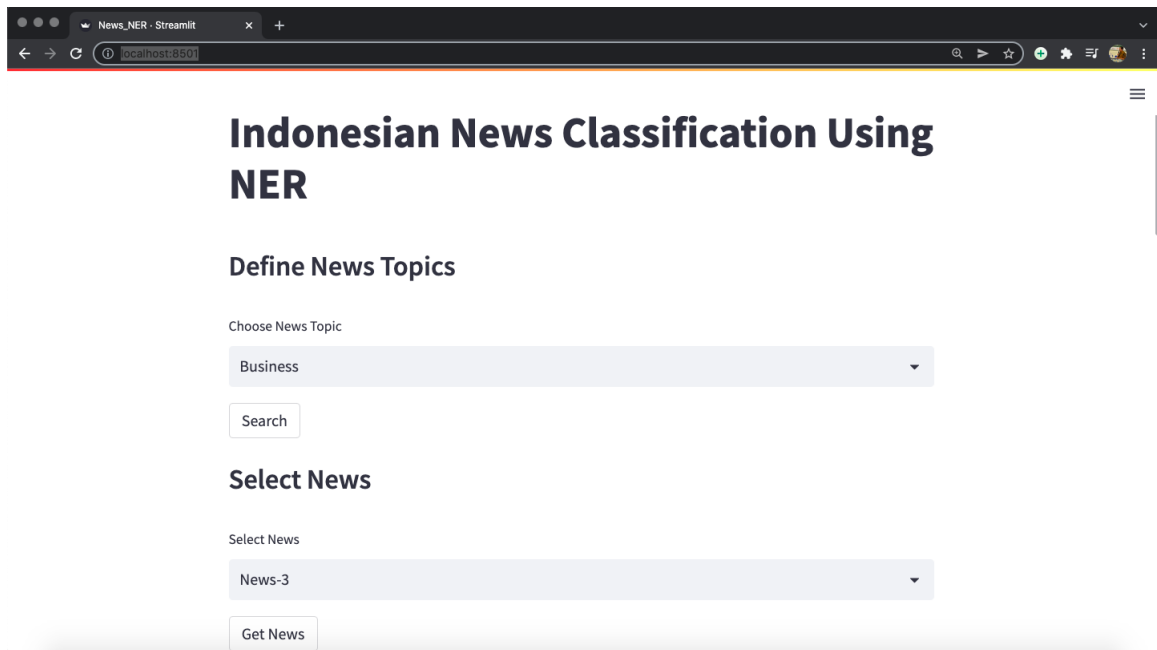 News_NER · Streamlit
localhost:8501
Indonesian News Classification Using
NER
Define News Topics
Choose News Topic
Business
Search
Select News
Select News
News-3
Get News